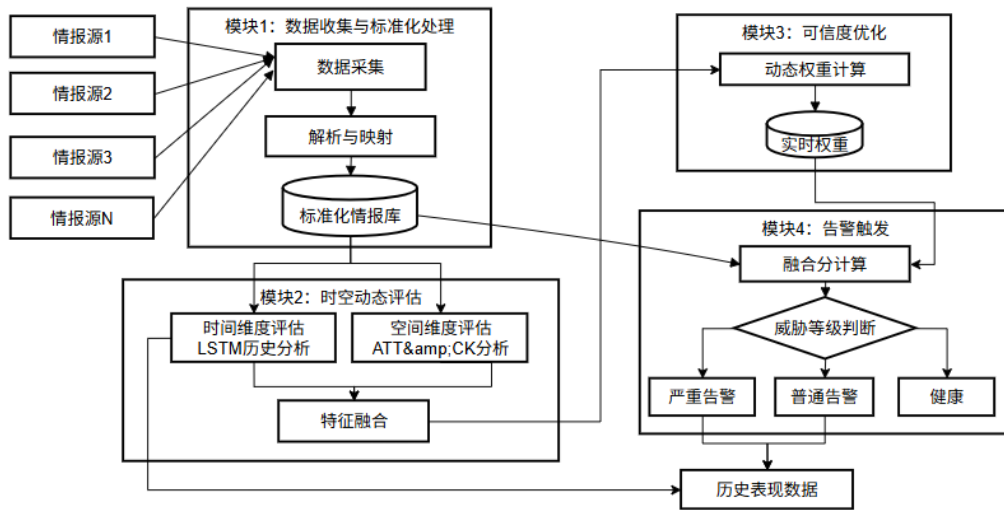 情报源1
情报源2
情报源3
情报源N
模块1：数据收集与标准化处理
数据采集
解析与映射
标准化情报库
模块2：时空动态评估
时间维度评估
LSTM历史分析
空间维度评估
ATT&amp;CK分析
特征融合
模块3：可信度优化
动态权重计算
实时权重
模块4：告警触发
融合分计算
威胁等级判断
严重告警
普通告警
健康
历史表现数据